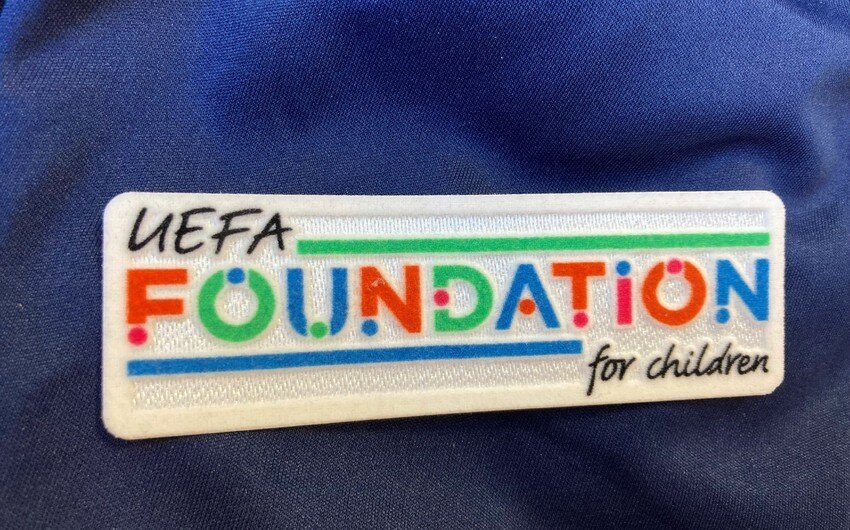 UEFA
FOUNDATION
for children